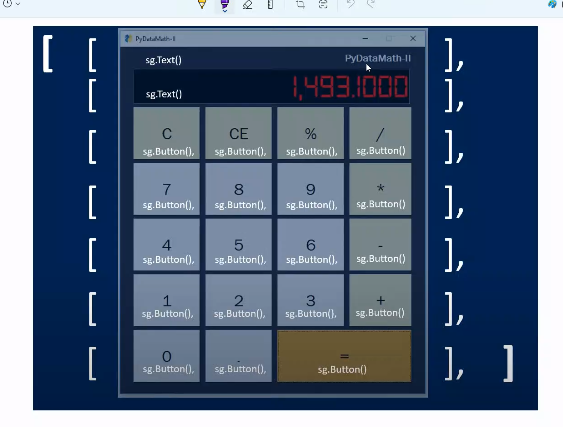 PyDataMath-II
[ [ sg.Text() PyDataMath-II ],
[ sg.Text() 1,493.1000 ],
C CE % /
[ sg.Button(), sg.Button(), sg.Button(), sg.Button() ],
7 8 9 *
[ sg.Button(), sg.Button(), sg.Button(), sg.Button() ],
4 5 6 -
[ sg.Button(), sg.Button(), sg.Button(), sg.Button() ],
1 2 3 +
[ sg.Button(), sg.Button(), sg.Button(), sg.Button() ],
0 . =
[ sg.Button(), sg.Button(), sg.Button() ], ]